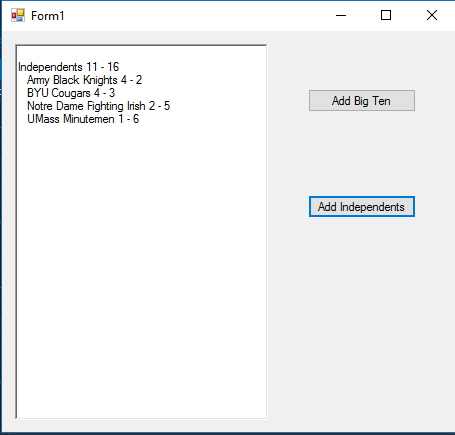 Form1
Independents 11 - 16
Army Black Knights 4 - 2
BYU Cougars 4 - 3
Notre Dame Fighting Irish 2 - 5
UMass Minutemen 1 - 6
Add Big Ten
Add Independents